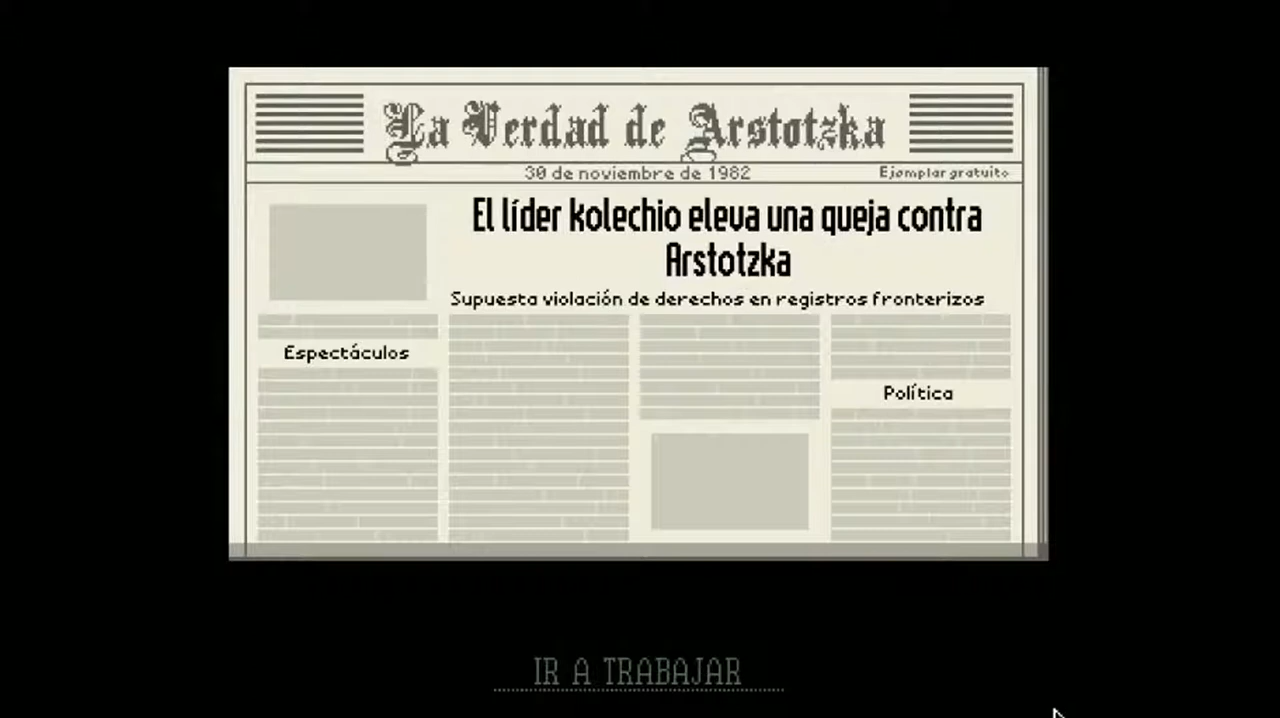 La Verdad de Arstotzka
30 de noviembre de 1982
Ejemplar gratuito
El líder kolechio eleva una queja contra
Arstotzka
Supuesta violación de derechos en registros fronterizos
Espectáculos
Política
IR A TRABAJAR